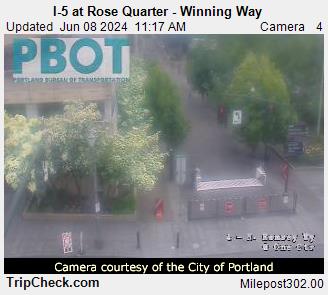 I-5 at Rose Quarter - Winning Way
Updated Jun 08 2024 11:17 AM Camera 4
PBOT
PORTLAND BUREAU OF TRANSPORTATION
Camera courtesy of the City of Portland
TripCheck.com Milepost302.00